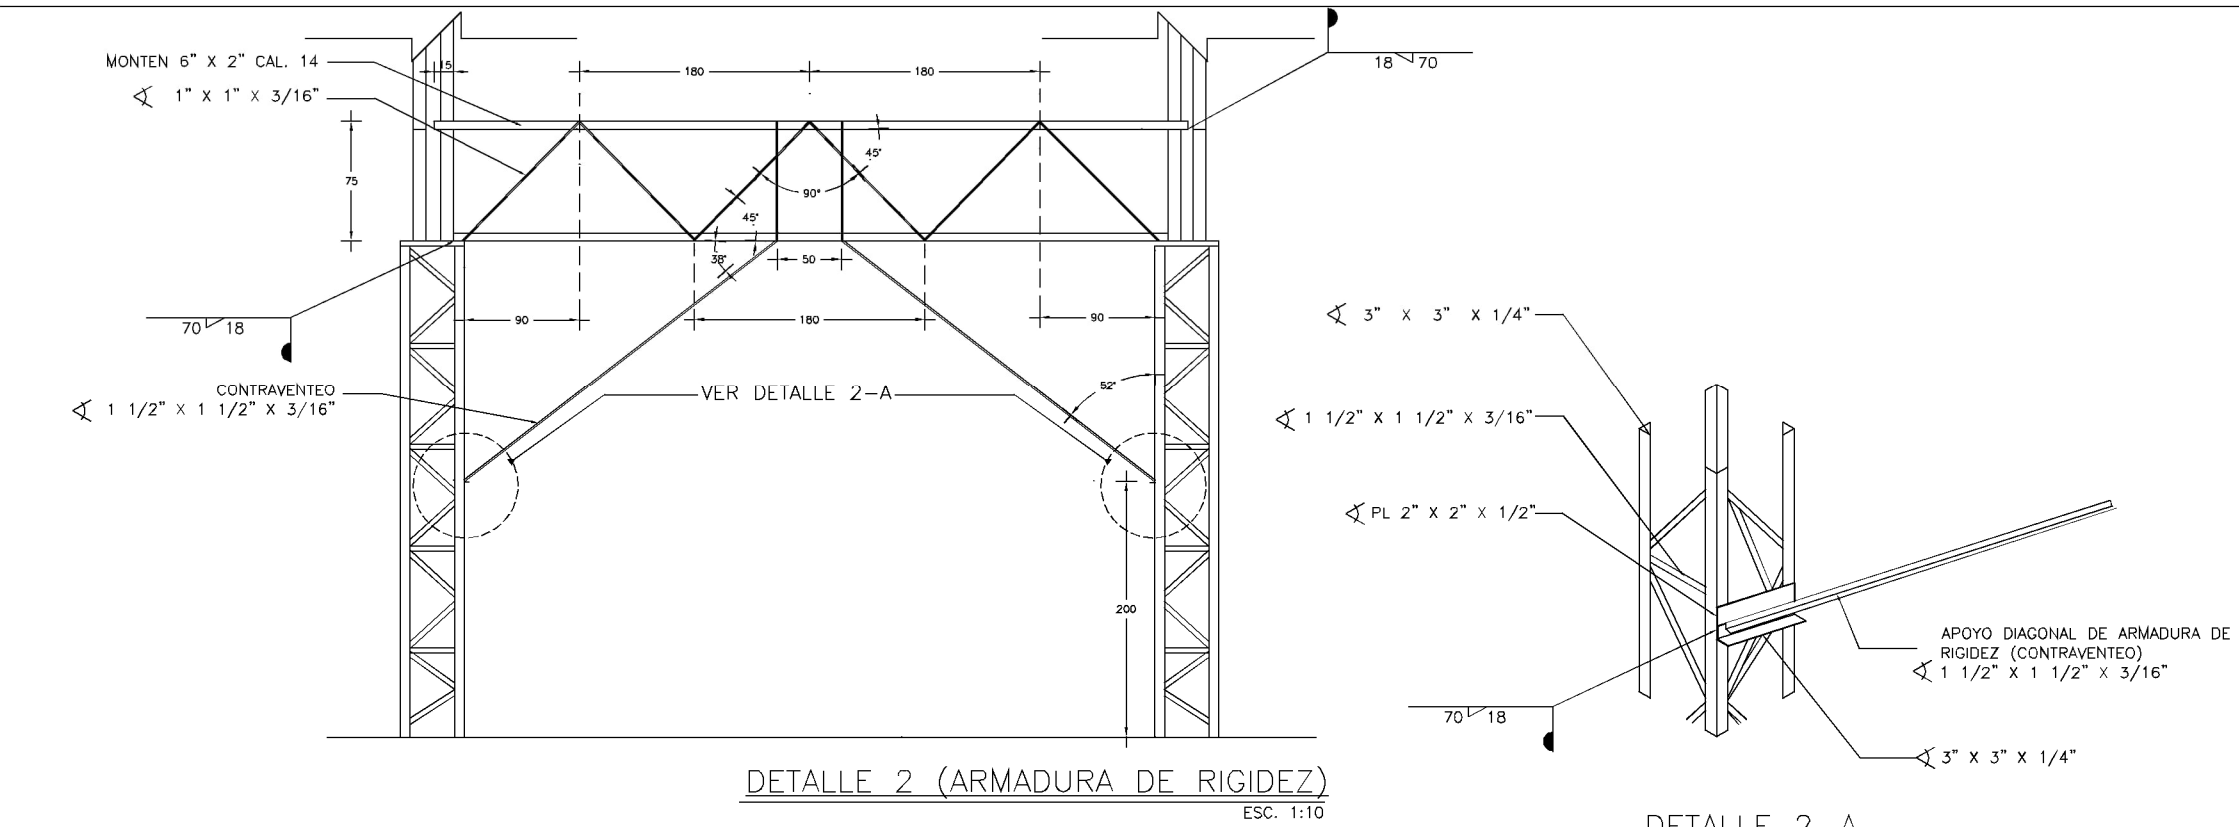 MONTEN 6" X 2" CAL. 14
1" X 1" X 3/16"
15
180
180
18 70
75
45°
90°
45°
38°
50
90
180
90
70 18
CONTRAVENTEO
1 1/2" X 1 1/2" X 3/16"
VER DETALLE 2-A
52°
200
DETALLE 2 (ARMADURA DE RIGIDEZ)
ESC. 1:10
3" X 3" X 1/4"
1 1/2" X 1 1/2" X 3/16"
PL 2" X 2" X 1/2"
APOYO DIAGONAL DE ARMADURA DE
RIGIDEZ (CONTRAVENTEO)
1 1/2" X 1 1/2" X 3/16"
70 18
3" X 3" X 1/4"
DETALLE 2-A